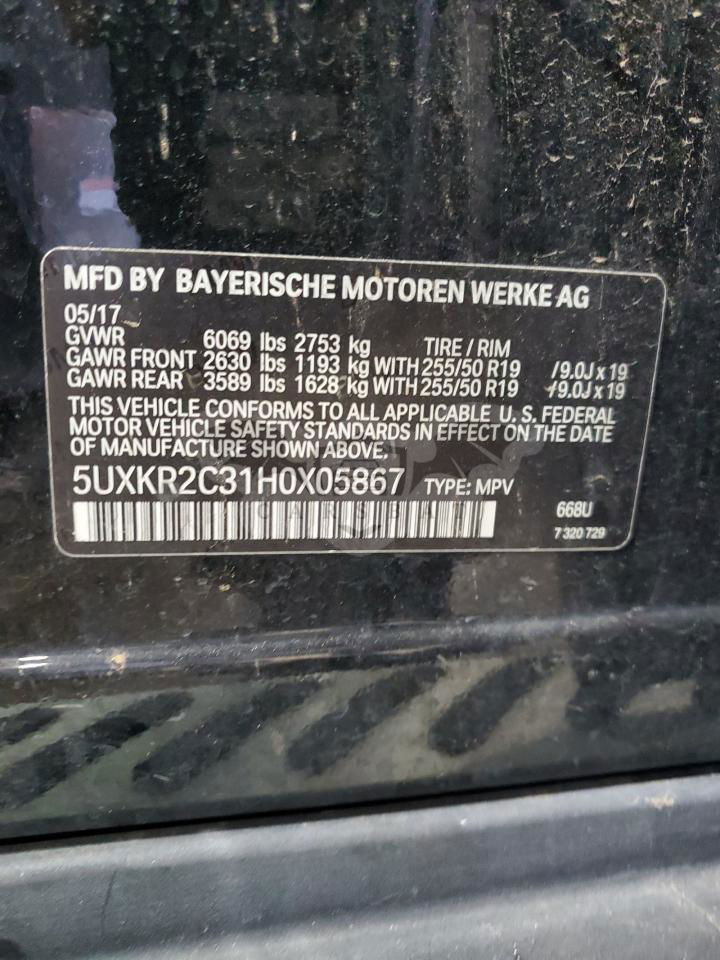 MFD BY BAYERISCHE MOTOREN WERKE AG
05/17
GVWR 6069 lbs 2753 kg TIRE / RIM
GAWR FRONT 2630 lbs 1193 kg WITH 255/50 R19 /9.0J x 19
GAWR REAR 3589 lbs 1628 kg WITH 255/50 R19 /9.0J x 19
THIS VEHICLE CONFORMS TO ALL APPLICABLE U. S. FEDERAL
MOTOR VEHICLE SAFETY STANDARDS IN EFFECT ON THE DATE
OF MANUFACTURE SHOWN ABOVE.
5UXKR2C31H0X05867 TYPE: MPV
668U
7 320 729